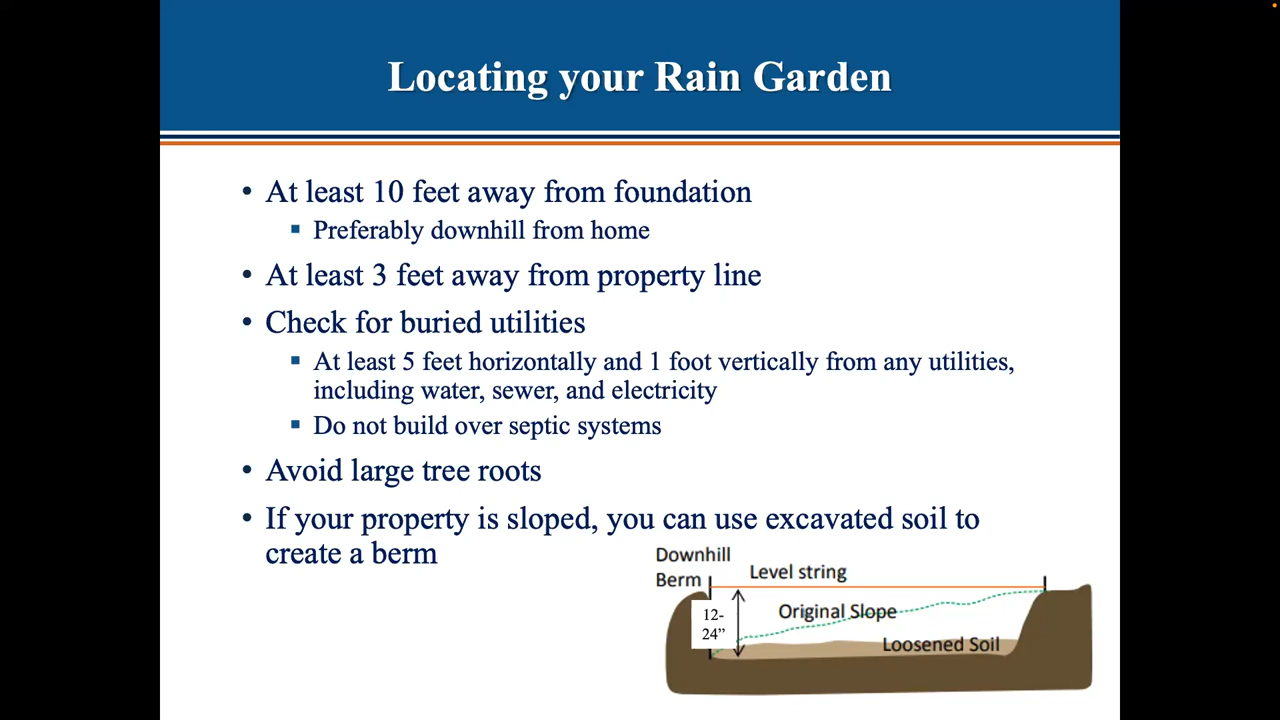 Locating your Rain Garden
• At least 10 feet away from foundation
▪ Preferably downhill from home
• At least 3 feet away from property line
• Check for buried utilities
▪ At least 5 feet horizontally and 1 foot vertically from any utilities,
including water, sewer, and electricity
▪ Do not build over septic systems
• Avoid large tree roots
• If your property is sloped, you can use excavated soil to
create a berm
Downhill
Berm
Level string
12-
24”
Original Slope
Loosened Soil